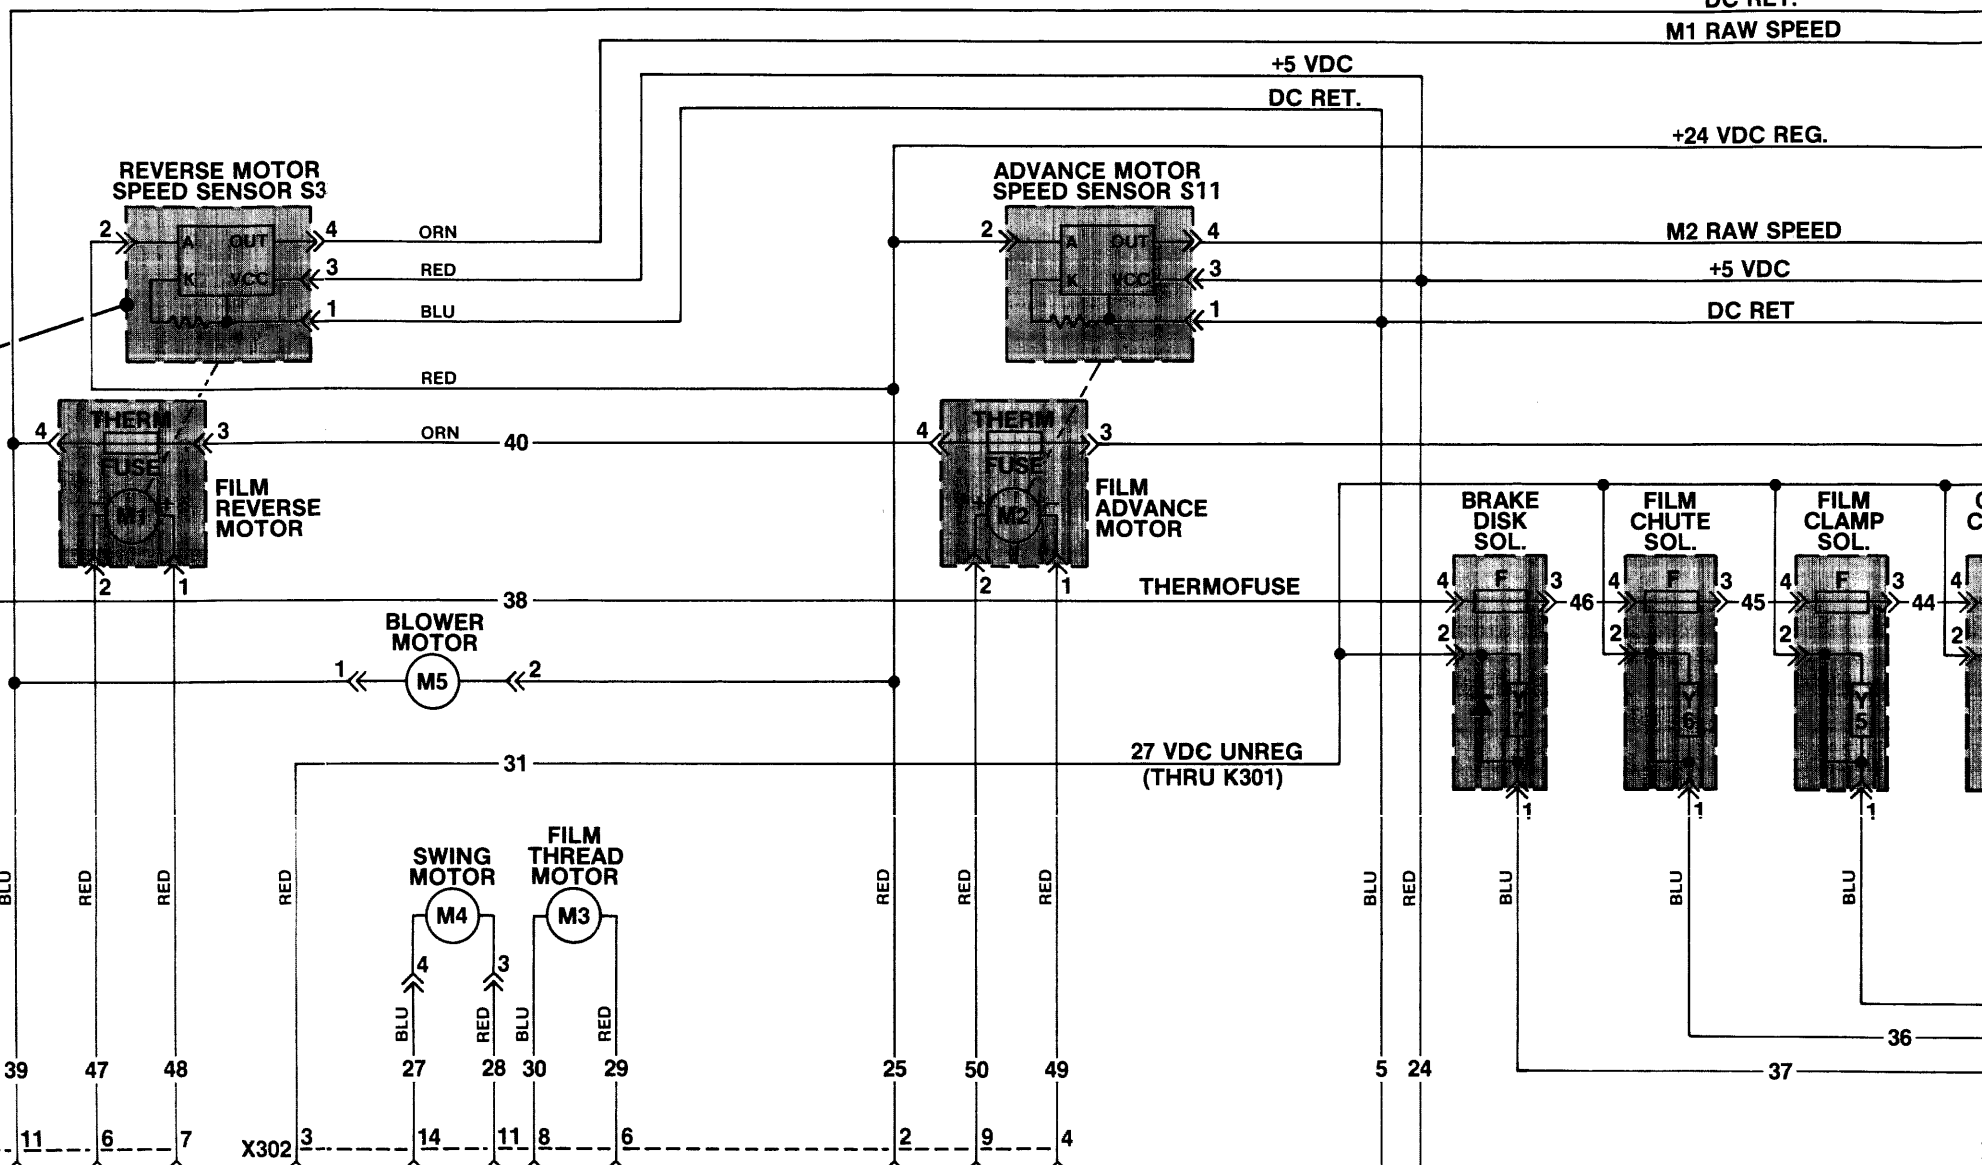 DC RET.
M1 RAW SPEED
+5 VDC
DC RET.
+24 VDC REG.
REVERSE MOTOR
SPEED SENSOR S3
ADVANCE MOTOR
SPEED SENSOR S11
2
A
OUT
4
ORN
K
VCC
3
RED
1
BLU
2
A
OUT
4
M2 RAW SPEED
K
VCC
3
+5 VDC
1
DC RET
RED
4
THERM
FUSE
3
ORN
40
M1
FILM
REVERSE
MOTOR
2
1
4
THERM
FUSE
3
M2
FILM
ADVANCE
MOTOR
2
1
BRAKE
DISK
SOL.
FILM
CHUTE
SOL.
FILM
CLAMP
SOL.
38
THERMOFUSE
4
F
3
46
4
F
3
45
4
F
3
44
4
2
2
2
2
Y
7
Y
6
Y
5
1
1
1
BLOWER
MOTOR
1
M5
2
31
27 VDC UNREG
(THRU K301)
SWING
MOTOR
M4
FILM
THREAD
MOTOR
M3
4
3
BLU
RED
RED
RED
RED
RED
RED
BLU
RED
BLU
BLU
BLU
BLU
RED
BLU
RED
36
37
39
47
48
27
28
30
29
25
50
49
5
24
11
6
7
X302
3
14
11
8
6
2
9
4